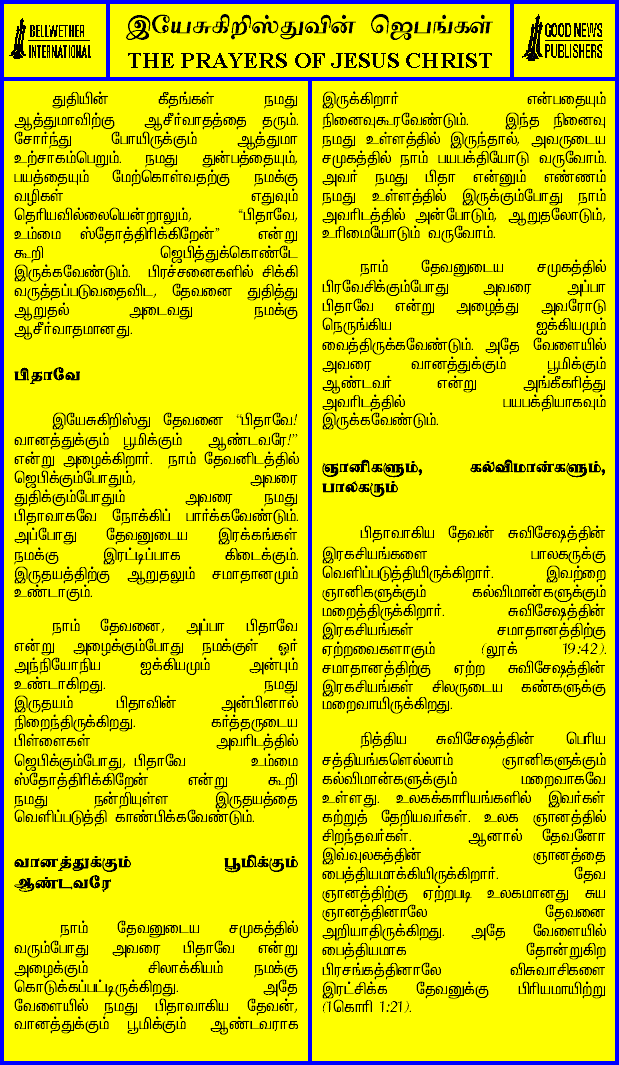 BELLWETHER
INTERNATIONAL
இயேசுகிறிஸ்துவின் ஜெபங்கள்
THE PRAYERS OF JESUS CHRIST
GOOD NEWS
PUBLISHERS
துதியின் கீதங்கள் நமது
ஆத்துமாவிற்கு ஆசீர்வாதத்தை தரும்.
சோர்ந்து போயிருக்கும் ஆத்துமா
உற்சாகம்பெறும். நமது துன்பத்தையும்,
பயத்தையும் மேற்கொள்வதற்கு நமக்கு
வழிகள் எதுவும்
தெரியவில்லையென்றாலும், “பிதாவே,
உம்மை ஸ்தோத்திரிக்கிறேன்” என்று
கூறி ஜெபித்துக்கொண்டே
இருக்கவேண்டும். பிரச்சனைகளில் சிக்கி
வருத்தப்படுவதைவிட, தேவனை துதித்து
ஆறுதல் அடைவது நமக்கு
ஆசீர்வாதமானது.
பிதாவே
இயேசுகிறிஸ்து தேவனை “பிதாவே!
வானத்துக்கும் பூமிக்கும் ஆண்டவரே!”
என்று அழைக்கிறார். நாம் தேவனிடத்தில்
ஜெபிக்கும்போதும், அவரை
துதிக்கும்போதும் அவரை நமது
பிதாவாகவே நோக்கிப் பார்க்கவேண்டும்.
அப்போது தேவனுடைய இரக்கங்கள்
நமக்கு இரட்டிப்பாக கிடைக்கும்.
இருதயத்திற்கு ஆறுதலும் சமாதானமும்
உண்டாகும்.
நாம் தேவனை, அப்பா பிதாவே
என்று அழைக்கும்போது நமக்குள் ஓர்
அந்நியோநிய ஐக்கியமும் அன்பும்
உண்டாகிறது. நமது
இருதயம் பிதாவின் அன்பினால்
நிறைந்திருக்கிறது. கர்த்தருடைய
பிள்ளைகள் அவரிடத்தில்
ஜெபிக்கும்போது, பிதாவே உம்மை
ஸ்தோத்திரிக்கிறேன் என்று கூறி
நமது நன்றியுள்ள இருதயத்தை
வெளிப்படுத்தி காண்பிக்கவேண்டும்.
வானத்துக்கும் பூமிக்கும்
ஆண்டவரே
நாம் தேவனுடைய சமுகத்தில்
வரும்போது அவரை பிதாவே என்று
அழைக்கும் சிலாக்கியம் நமக்கு
கொடுக்கப்பட்டிருக்கிறது. அதே
வேளையில் நமது பிதாவாகிய தேவன்,
வானத்துக்கும் பூமிக்கும் ஆண்டவராக
இருக்கிறார் என்பதையும்
நினைவுகூரவேண்டும். இந்த நினைவு
நமது உள்ளத்தில் இருந்தால், அவருடைய
சமுகத்தில் நாம் பயபக்தியோடு வருவோம்.
அவர் நமது பிதா என்னும் எண்ணம்
நமது உள்ளத்தில் இருக்கும்போது நாம்
அவரிடத்தில் அன்போடும், ஆறுதலோடும்,
உரிமையோடும் வருவோம்.
நாம் தேவனுடைய சமுகத்தில்
பிரவேசிக்கும்போது அவரை அப்பா
பிதாவே என்று அழைத்து அவரோடு
நெருங்கிய ஐக்கியமும்
வைத்திருக்கவேண்டும். அதே வேளையில்
அவரை வானத்துக்கும் பூமிக்கும்
ஆண்டவர் என்று அங்கீகரித்து
அவரிடத்தில் பயபக்தியாகவும்
இருக்கவேண்டும்.
ஞானிகளும், கல்விமான்களும்,
பாலகரும்
பிதாவாகிய தேவன் சுவிசேஷத்தின்
இரகசியங்களை பாலகருக்கு
வெளிப்படுத்தியிருக்கிறார். இவற்றை
ஞானிகளுக்கும் கல்விமான்களுக்கும்
மறைத்திருக்கிறார். சுவிசேஷத்தின்
இரகசியங்கள் சமாதானத்திற்கு
ஏற்றவைகளாகும் (லூக் 19:42).
சமாதானத்திற்கு ஏற்ற சுவிசேஷத்தின்
இரகசியங்கள் சிலருடைய கண்களுக்கு
மறைவாயிருக்கிறது.
நித்திய சுவிசேஷத்தின் பெரிய
சத்தியங்களெல்லாம் ஞானிகளுக்கும்
கல்விமான்களுக்கும் மறைவாகவே
உள்ளது. உலகக்காரியங்களில் இவர்கள்
கற்றுத் தேறியவர்கள். உலக ஞானத்தில்
சிறந்தவர்கள். ஆனால் தேவனோ
இவ்வுலகத்தின் ஞானத்தை
பைத்தியமாக்கியிருக்கிறார். தேவ
ஞானத்திற்கு ஏற்றபடி உலகமானது சுய
ஞானத்தினாலே தேவனை
அறியாதிருக்கிறது. அதே வேளையில்
பைத்தியமாக தோன்றுகிற
பிரசங்கத்தினாலே விசுவாசிகளை
இரட்சிக்க தேவனுக்கு பிரியமாயிற்று
(1கொரி 1:21).